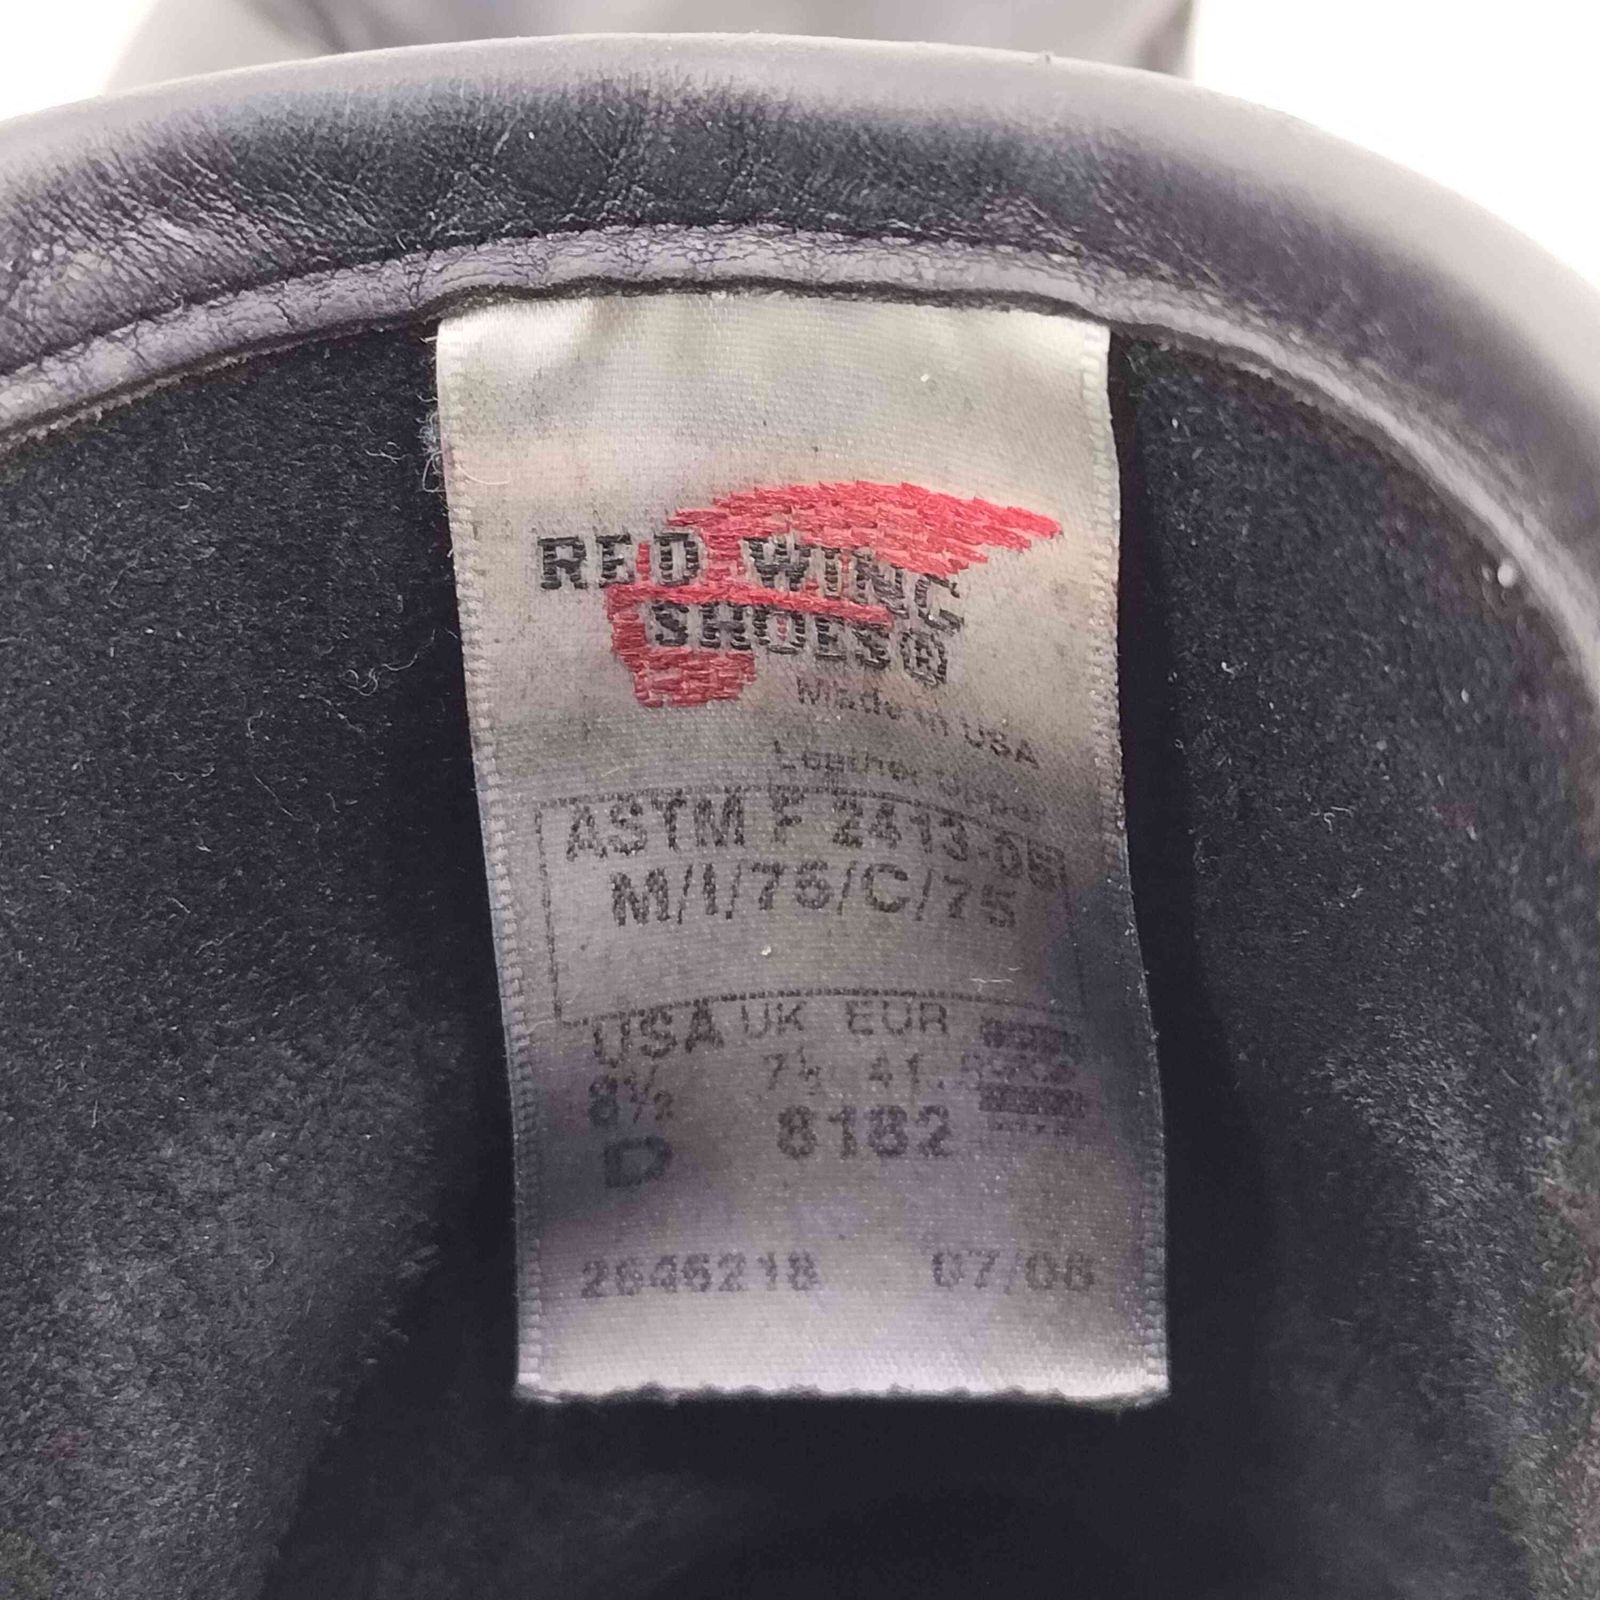 RED WING
SHOES®
Made in USA
Leather Upper
ASTM F 2413-05
M/I/75/C/75
USA UK EUR
8½ 7½ 41.
D 8182
2646218 07/08